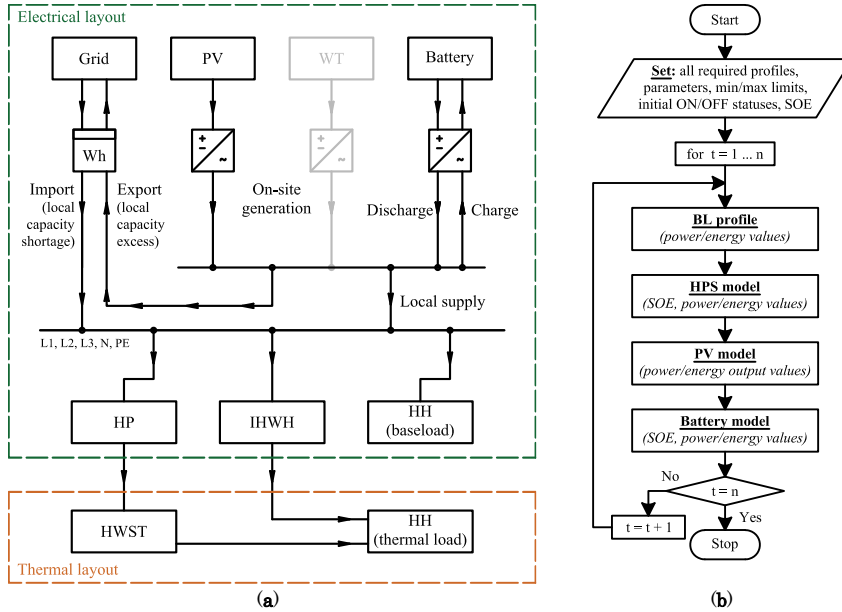 Electrical layout
Grid
PV
WT
Battery
+
-
~
+
-
~
+
-
~
Wh
Import
(local
capacity
shortage)
Export
(local
capacity
excess)
On-site
generation
Discharge
Charge
Local supply
L1, L2, L3, N, PE
HP
IHWH
HH
(baseload)
HWST
HH
(thermal load)
Thermal layout
(a)
Start
Set: all required profiles,
parameters, min/max limits,
initial ON/OFF statuses, SOE
for t = 1 ... n
BL profile
(power/energy values)
HPS model
(SOE, power/energy values)
PV model
(power/energy output values)
Battery model
(SOE, power/energy values)
No
t = n
Yes
t = t + 1
Stop
(b)